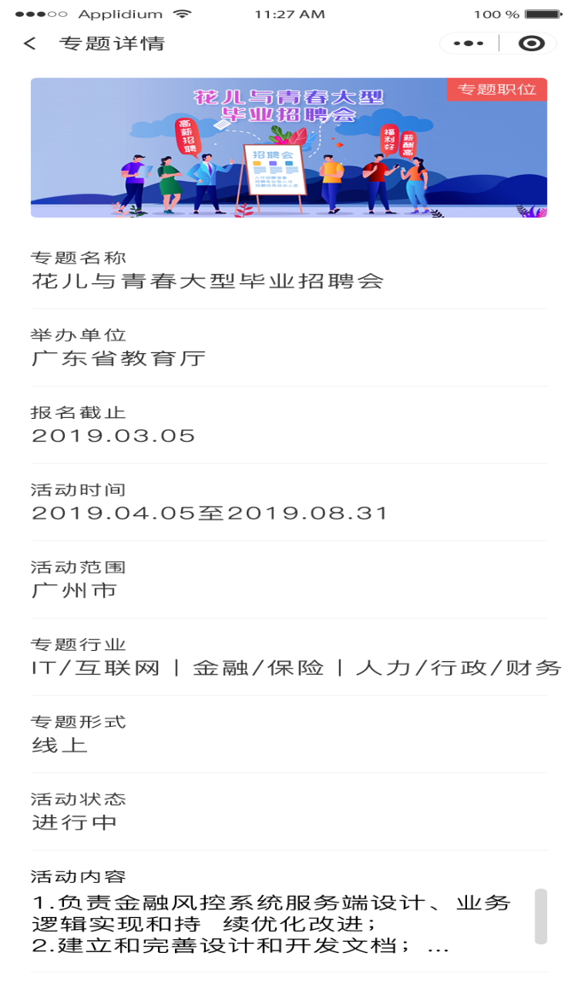 Applidium
11:27 AM
100 %
专题详情
专题职位
花儿与青春大型
毕业招聘会
高薪招聘
招聘会
福利好
薪酬高
专题名称
花儿与青春大型毕业招聘会
举办单位
广东省教育厅
报名截止
2019.03.05
活动时间
2019.04.05至2019.08.31
活动范围
广州市
专题行业
IT/互联网｜金融/保险｜人力/行政/财务
专题形式
线上
活动状态
进行中
活动内容
1.负责金融风控系统服务端设计、业务
逻辑实现和持 续优化改进；
2.建立和完善设计和开发文档；...